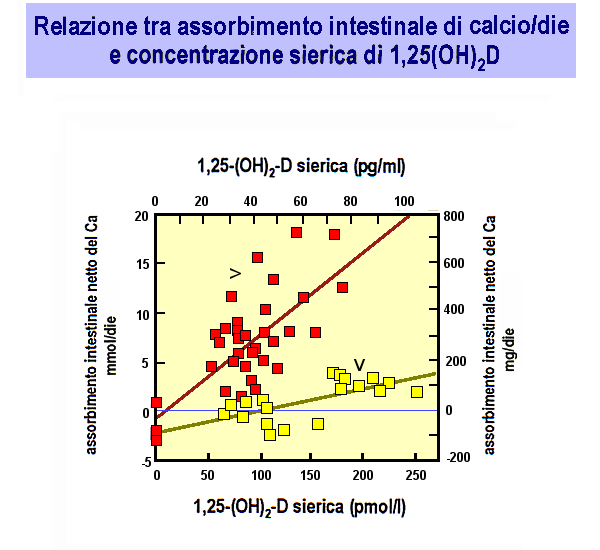 Relazione tra assorbimento intestinale di calcio/die
e concentrazione sierica di 1,25(OH)₂D
1,25-(OH)₂-D sierica (pg/ml)
0 20 40 60 80 100
assorbimento intestinale netto del Ca
mmol/die
20
15
10
5
0
-5
>
v
800
600
400
200
0
-200
assorbimento intestinale netto del Ca
mg/die
0 50 100 150 200 250
1,25-(OH)₂-D sierica (pmol/l)